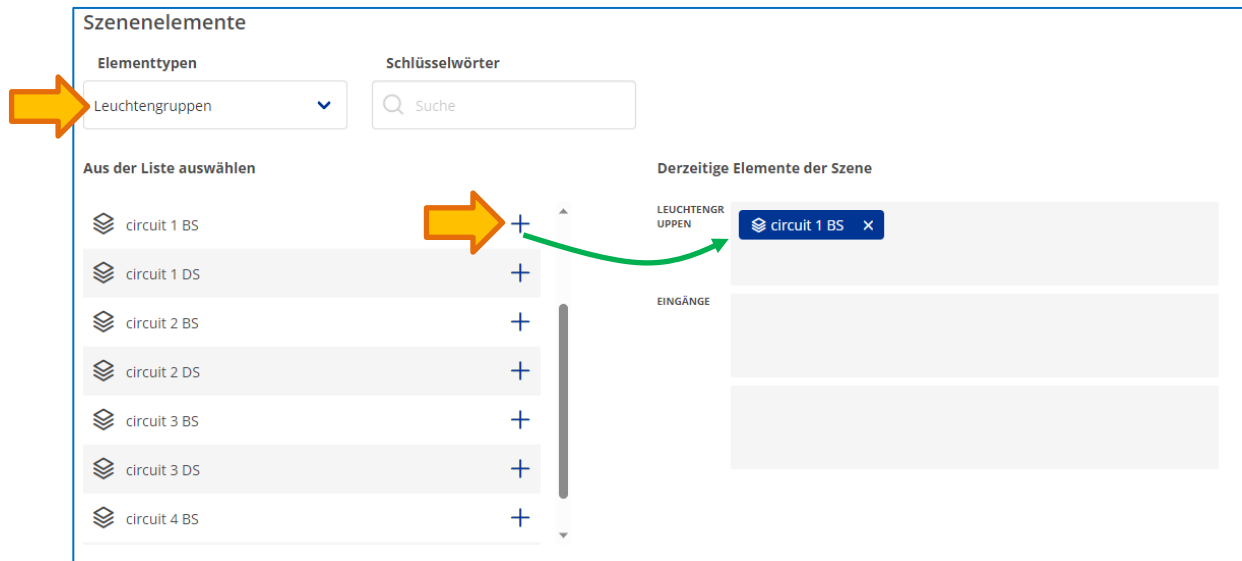 Szenenelemente
Elementtypen
Schlüsselwörter
Leuchtengruppen
Suche
Aus der Liste auswählen
circuit 1 BS
circuit 1 DS
circuit 2 BS
circuit 2 DS
circuit 3 BS
circuit 3 DS
circuit 4 BS
Derzeitige Elemente der Szene
LEUCHTENGR
UPPEN
circuit 1 BS
EINGÄNGE